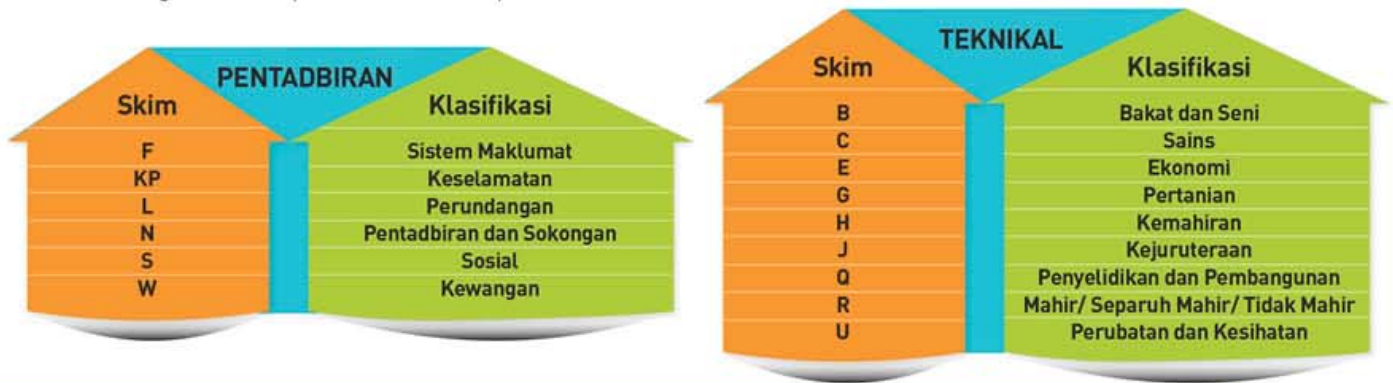 PENTADBIRAN
Skim Klasifikasi
F Sistem Maklumat
KP Keselamatan
L Perundangan
N Pentadbiran dan Sokongan
S Sosial
W Kewangan
TEKNIKAL
Skim Klasifikasi
B Bakat dan Seni
C Sains
E Ekonomi
G Pertanian
H Kemahiran
J Kejuruteraan
Q Penyelidikan dan Pembangunan
R Mahir/ Separuh Mahir/ Tidak Mahir
U Perubatan dan Kesihatan